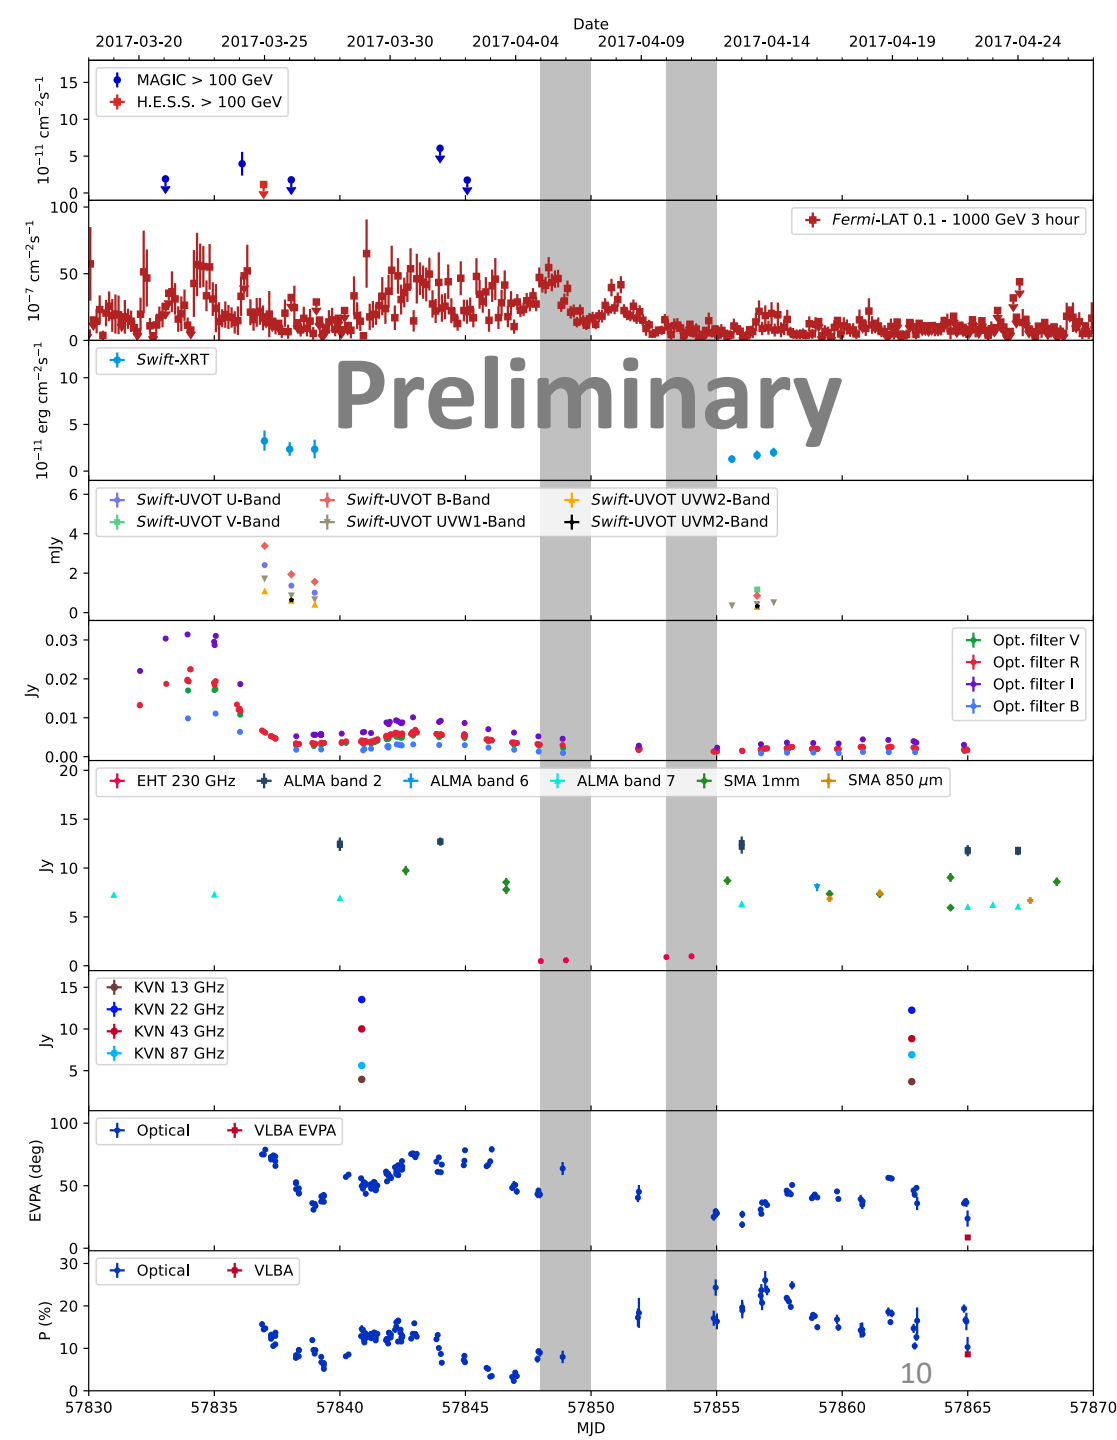 Date
2017-03-20 2017-03-25 2017-03-30 2017-04-04 2017-04-09 2017-04-14 2017-04-19 2017-04-24
MAGIC > 100 GeV
H.E.S.S. > 100 GeV
10⁻¹¹ cm⁻²s⁻¹
15
10
5
0
Fermi-LAT 0.1 - 1000 GeV 3 hour
10⁻⁷ cm⁻²s⁻¹
100
50
0
Swift-XRT
Preliminary
10⁻¹¹ erg cm⁻²s⁻¹
10
5
0
Swift-UVOT U-Band Swift-UVOT B-Band Swift-UVOT UVW2-Band
Swift-UVOT V-Band Swift-UVOT UVW1-Band Swift-UVOT UVM2-Band
mJy
6
4
2
0
Opt. filter V
Opt. filter R
Opt. filter I
Opt. filter B
Jy
0.03
0.02
0.01
0.00
EHT 230 GHz ALMA band 2 ALMA band 6 ALMA band 7 SMA 1mm SMA 850 μm
Jy
20
15
10
5
0
KVN 13 GHz
KVN 22 GHz
KVN 43 GHz
KVN 87 GHz
Jy
15
10
5
Optical VLBA EVPA
EVPA (deg)
100
50
0
Optical VLBA
P (%)
30
20
10
0
10
57830 57835 57840 57845 57850 57855 57860 57865 57870
MJD